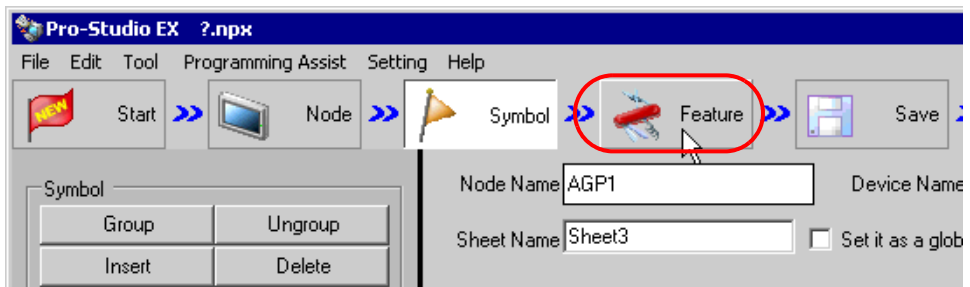 Pro-Studio EX ?.npx
File Edit Tool Programming Assist Setting Help
NEW Start Node Symbol Feature Save
Symbol
Node Name AGP1 Device Name
Group Ungroup
Sheet Name Sheet3 Set it as a glob
Insert Delete